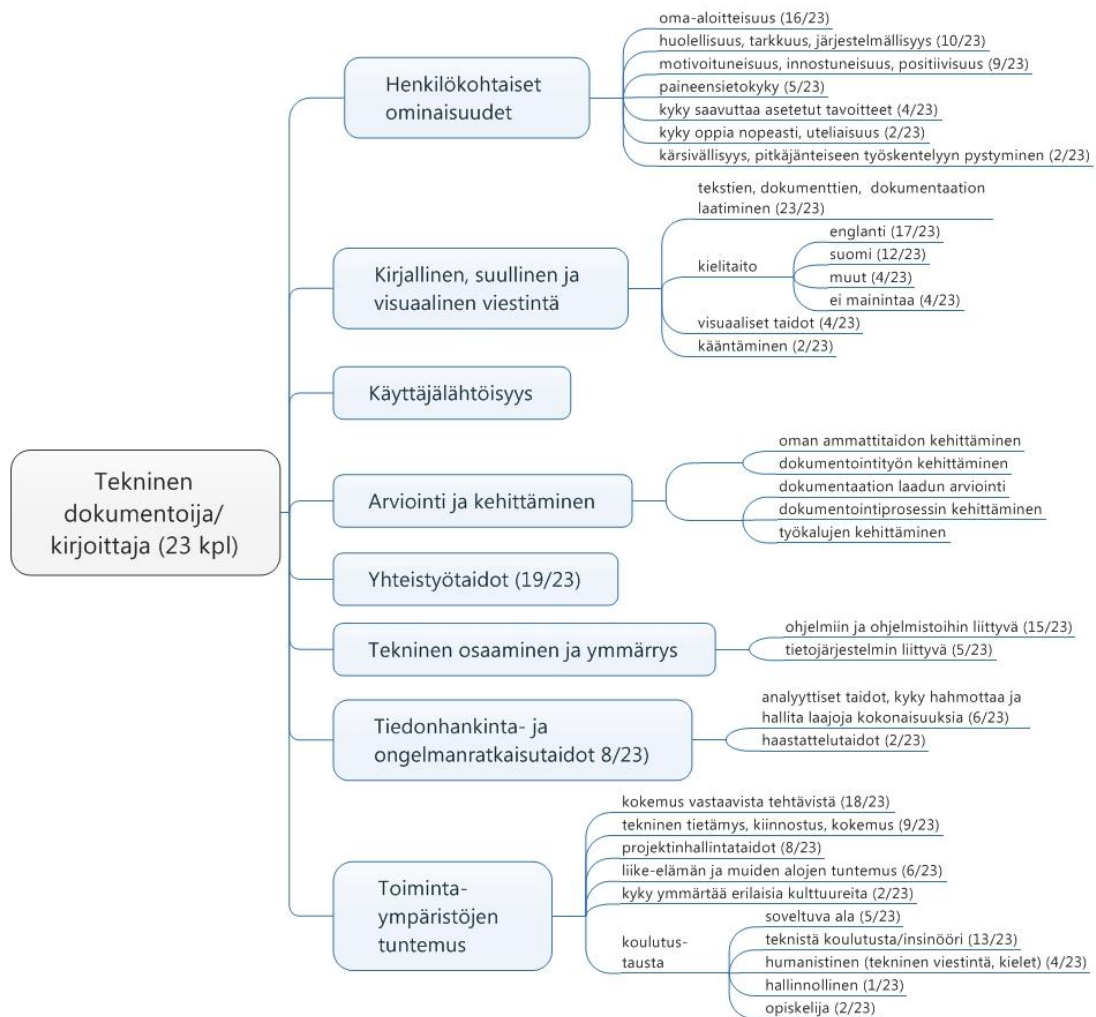 Tekninen
dokumentoija/
kirjoittaja (23 kpl)
Henkilökohtaiset
ominaisuudet
oma-aloitteisuus (16/23)
huolellisuus, tarkkuus, järjestelmällisyys (10/23)
motivoituneisuus, innostuneisuus, positiivisuus (9/23)
paineensietokyky (5/23)
kyky saavuttaa asetetut tavoitteet (4/23)
kyky oppia nopeasti, uteliaisuus (2/23)
kärsivällisyys, pitkäjänteiseen työskentelyyn pystyminen (2/23)
Kirjallinen, suullinen ja
visuaalinen viestintä
tekstien, dokumenttien, dokumentaation
laatiminen (23/23)
kielitaito
englanti (17/23)
suomi (12/23)
muut (4/23)
ei mainintaa (4/23)
visuaaliset taidot (4/23)
kääntäminen (2/23)
Käyttäjälähtöisyys
Arviointi ja kehittäminen
oman ammattitaidon kehittäminen
dokumentointityön kehittäminen
dokumentaation laadun arviointi
dokumentointiprosessin kehittäminen
työkalujen kehittäminen
Yhteistyötaidot (19/23)
Tekninen osaaminen ja ymmärrys
ohjelmiin ja ohjelmistoihin liittyvä (15/23)
tietojärjestelmin liittyvä (5/23)
Tiedonhankinta- ja
ongelmanratkaisutaidot 8/23)
analyyttiset taidot, kyky hahmottaa ja
hallita laajoja kokonaisuuksia (6/23)
haastattelutaidot (2/23)
Toiminta-
ympäristöjen
tuntemus
kokemus vastaavista tehtävistä (18/23)
tekninen tietämys, kiinnostus, kokemus (9/23)
projektinhallintataidot (8/23)
liike-elämän ja muiden alojen tuntemus (6/23)
kyky ymmärtää erilaisia kulttuureita (2/23)
koulutus-
tausta
soveltuva ala (5/23)
teknistä koulutusta/insinööri (13/23)
humanistinen (tekninen viestintä, kielet) (4/23)
hallinnollinen (1/23)
opiskelija (2/23)